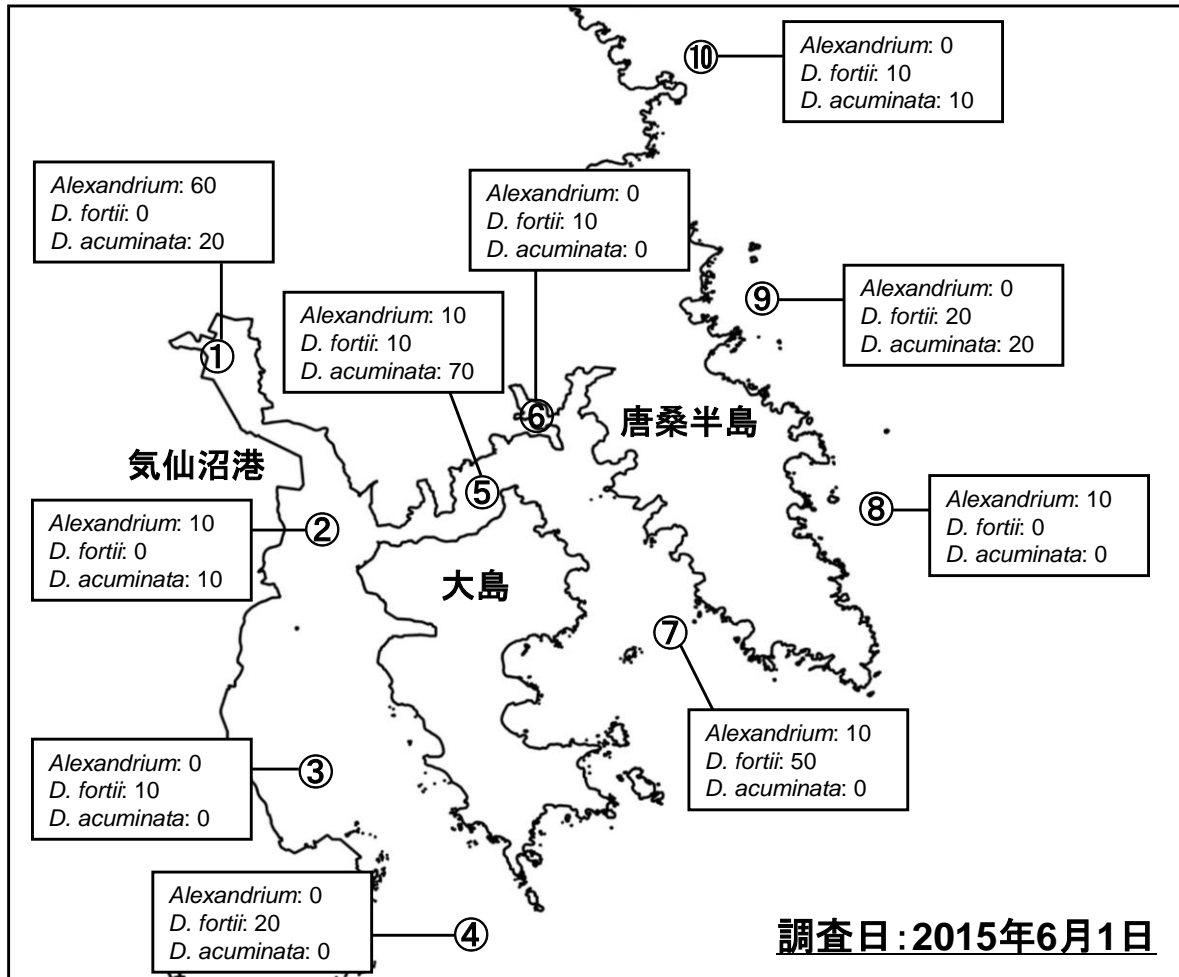 ⑩
Alexandrium: 0
D. fortii: 10
D. acuminata: 10
Alexandrium: 60
D. fortii: 0
D. acuminata: 20
①
Alexandrium: 0
D. fortii: 10
D. acuminata: 0
⑥
⑨
Alexandrium: 0
D. fortii: 20
D. acuminata: 20
Alexandrium: 10
D. fortii: 10
D. acuminata: 70
⑤
唐桑半島
気仙沼港
Alexandrium: 10
D. fortii: 0
D. acuminata: 10
②
⑧
Alexandrium: 10
D. fortii: 0
D. acuminata: 0
大島
⑦
Alexandrium: 10
D. fortii: 50
D. acuminata: 0
Alexandrium: 0
D. fortii: 10
D. acuminata: 0
③
Alexandrium: 0
D. fortii: 20
D. acuminata: 0
④
調査日:2015年6月1日